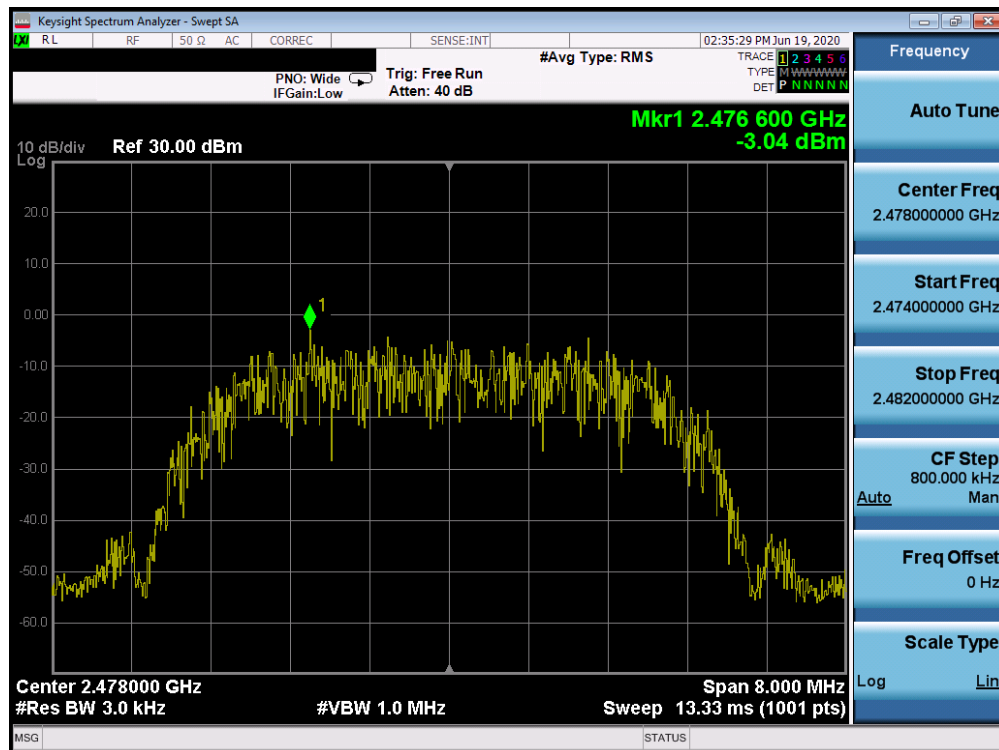 Keysight Spectrum Analyzer - Swept SA
LXI RL RF 50 Ω AC CORREC SENSE:INT 02:35:29 PM Jun 19, 2020
#Avg Type: RMS TRACE 1 2 3 4 5 6
PNO: Wide Trig: Free Run TYPE M WWWWW
IFGain:Low Atten: 40 dB DET P N N N N N
Mkr1 2.476 600 GHz
-3.04 dBm
10 dB/div Ref 30.00 dBm
Log
20.0
10.0
0.00
1
-10.0
-20.0
-30.0
-40.0
-50.0
-60.0
Center 2.478000 GHz Span 8.000 MHz
#Res BW 3.0 kHz #VBW 1.0 MHz Sweep 13.33 ms (1001 pts)
MSG STATUS
Frequency
Auto Tune
Center Freq
2.478000000 GHz
Start Freq
2.474000000 GHz
Stop Freq
2.482000000 GHz
CF Step
800.000 kHz
Auto Man
Freq Offset
0 Hz
Scale Type
Log Lin